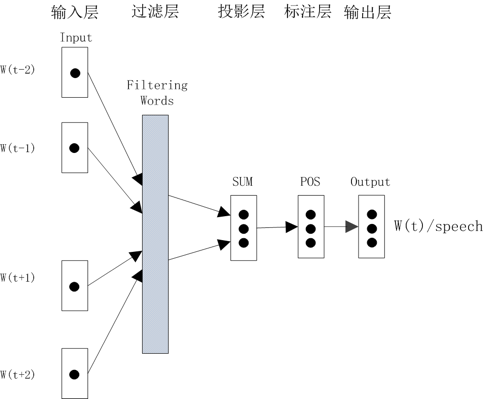 输入层 过滤层 投影层 标注层 输出层
Input
W(t-2)
Filtering
Words
W(t-1)
SUM POS Output
W(t)/speech
W(t+1)
W(t+2)